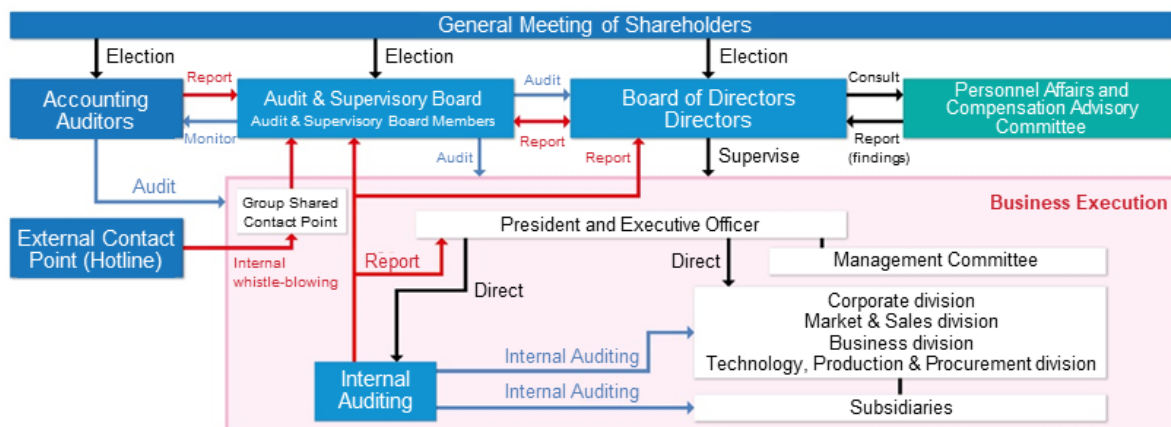 General Meeting of Shareholders
Election
Election
Election
Accounting
Auditors
Report
Monitor
Audit & Supervisory Board
Audit & Supervisory Board Members
Audit
Report
Board of Directors
Directors
Consult
Report
(findings)
Personnel Affairs and
Compensation Advisory
Committee
Audit
Audit
Report
Supervise
Business Execution
Group Shared
Contact Point
External Contact
Point (Hotline)
Internal
whistle-blowing
Report
President and Executive Officer
Direct
Direct
Management Committee
Corporate division
Market & Sales division
Business division
Technology, Production & Procurement division
Internal Auditing
Internal
Auditing
Internal Auditing
Subsidiaries